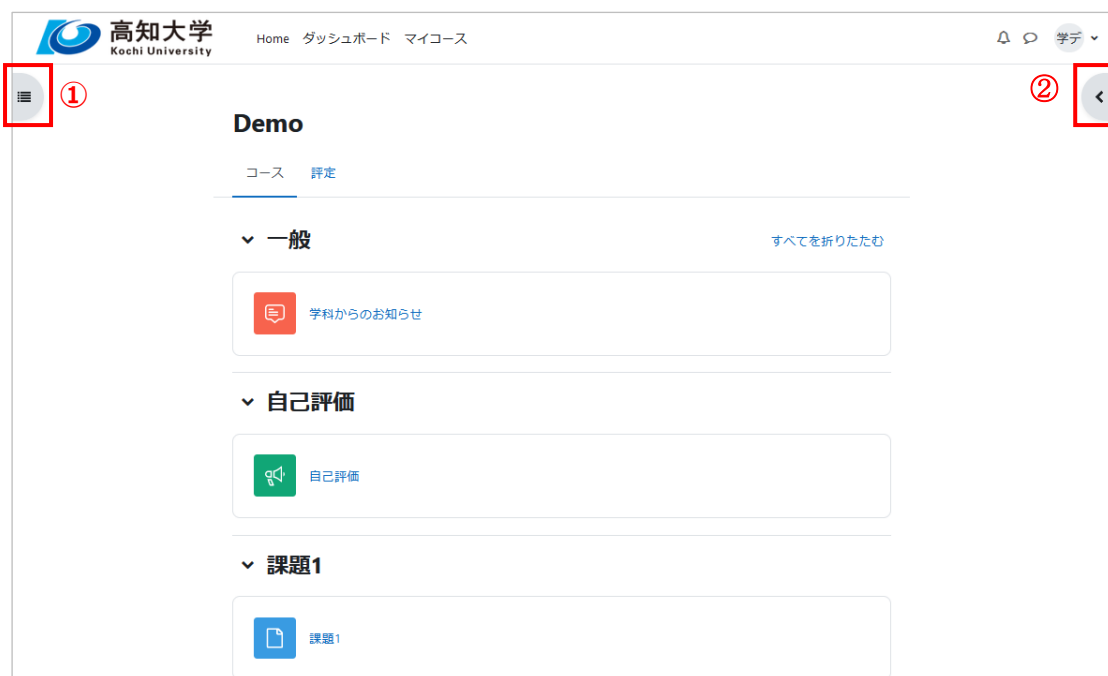 高知大学
Kochi University
Home ダッシュボード マイコース
学デ
①
②
Demo
コース 評定
一般
すべてを折りたたむ
学科からのお知らせ
自己評価
自己評価
課題1
課題1